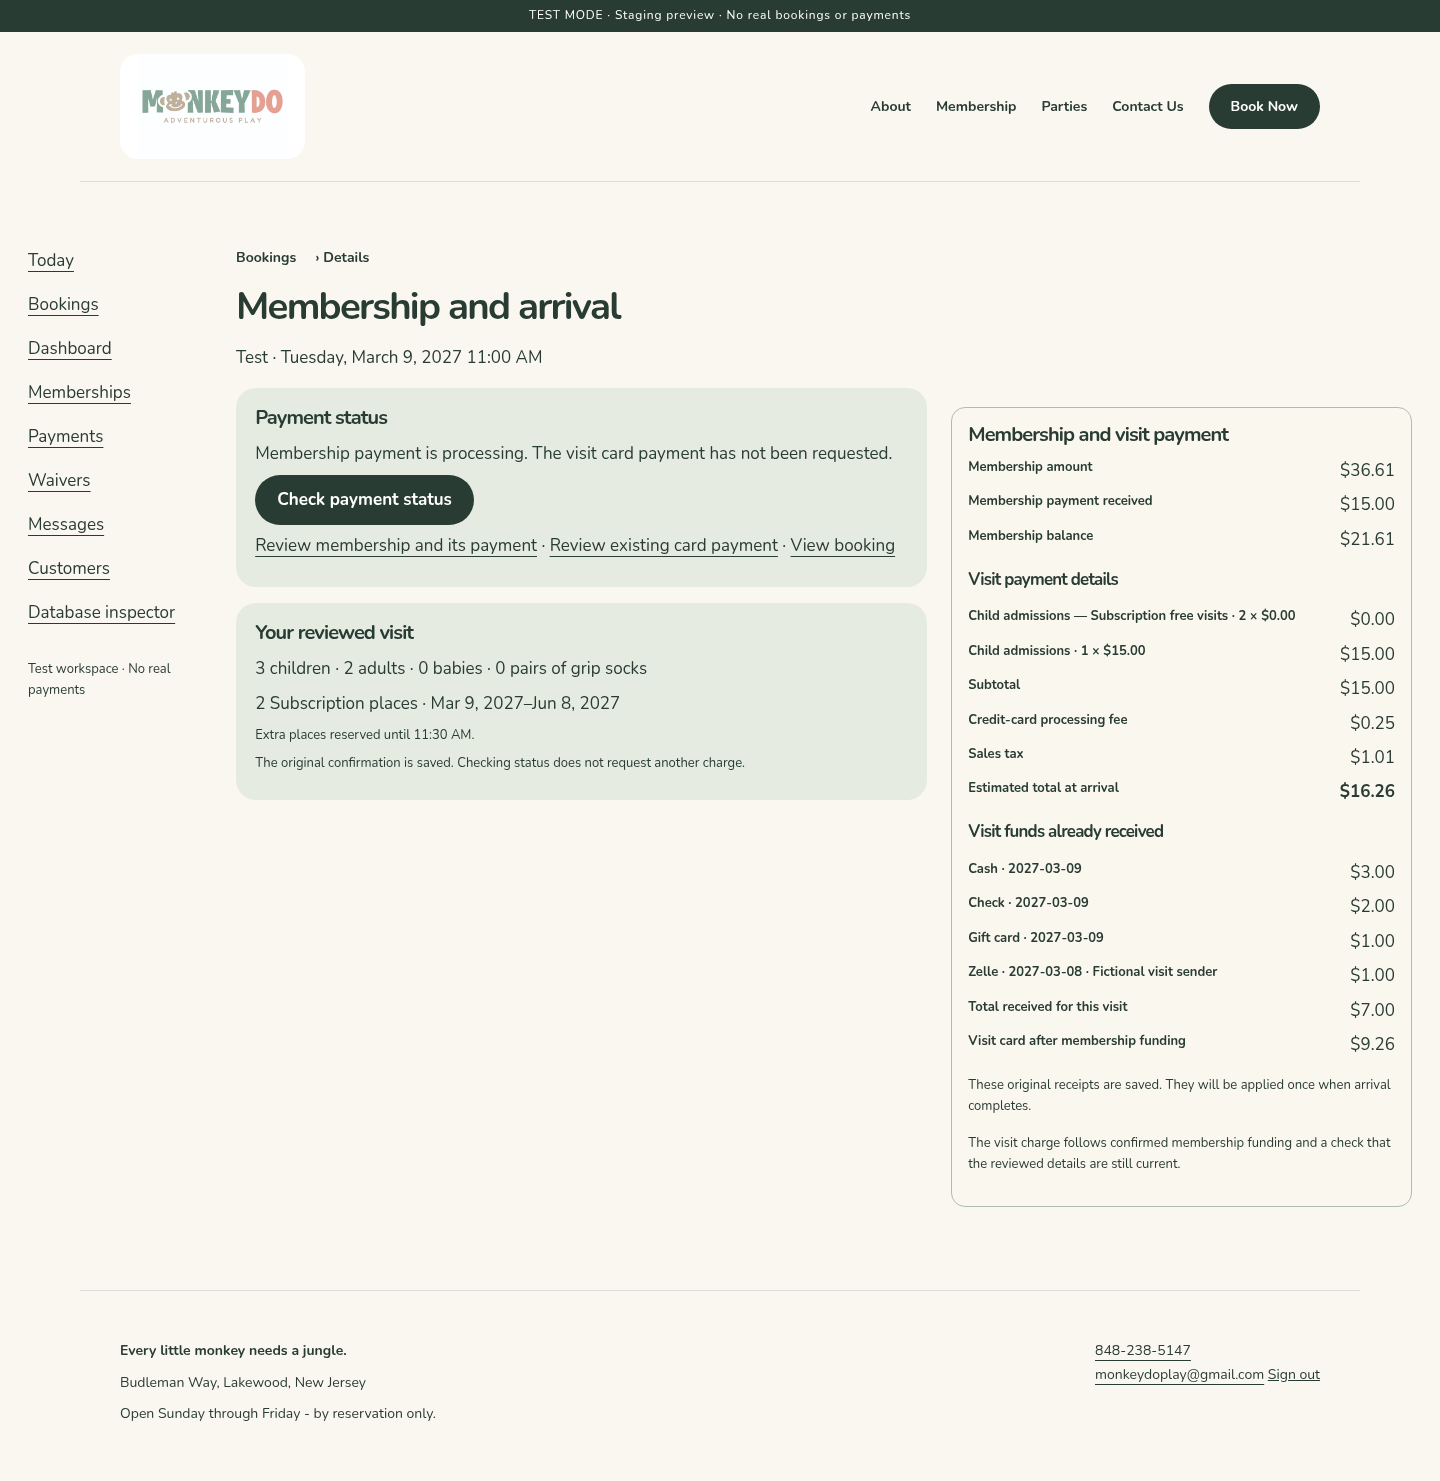 TEST MODE · Staging preview · No real bookings or payments
MONKEYDO
ADVENTUROUS PLAY
About Membership Parties Contact Us Book Now
Today
Bookings
Dashboard
Memberships
Payments
Waivers
Messages
Customers
Database inspector
Test workspace · No real
payments
Bookings › Details
Membership and arrival
Test · Tuesday, March 9, 2027 11:00 AM
Payment status
Membership payment is processing. The visit card payment has not been requested.
Check payment status
Review membership and its payment · Review existing card payment · View booking
Your reviewed visit
3 children · 2 adults · 0 babies · 0 pairs of grip socks
2 Subscription places · Mar 9, 2027–Jun 8, 2027
Extra places reserved until 11:30 AM.
The original confirmation is saved. Checking status does not request another charge.
Membership and visit payment
Membership amount $36.61
Membership payment received $15.00
Membership balance $21.61
Visit payment details
Child admissions — Subscription free visits · 2 × $0.00 $0.00
Child admissions · 1 × $15.00 $15.00
Subtotal $15.00
Credit-card processing fee $0.25
Sales tax $1.01
Estimated total at arrival $16.26
Visit funds already received
Cash · 2027-03-09 $3.00
Check · 2027-03-09 $2.00
Gift card · 2027-03-09 $1.00
Zelle · 2027-03-08 · Fictional visit sender $1.00
Total received for this visit $7.00
Visit card after membership funding $9.26
These original receipts are saved. They will be applied once when arrival
completes.
The visit charge follows confirmed membership funding and a check that
the reviewed details are still current.
Every little monkey needs a jungle.
Budleman Way, Lakewood, New Jersey
Open Sunday through Friday - by reservation only.
848-238-5147
monkeydoplay@gmail.com Sign out